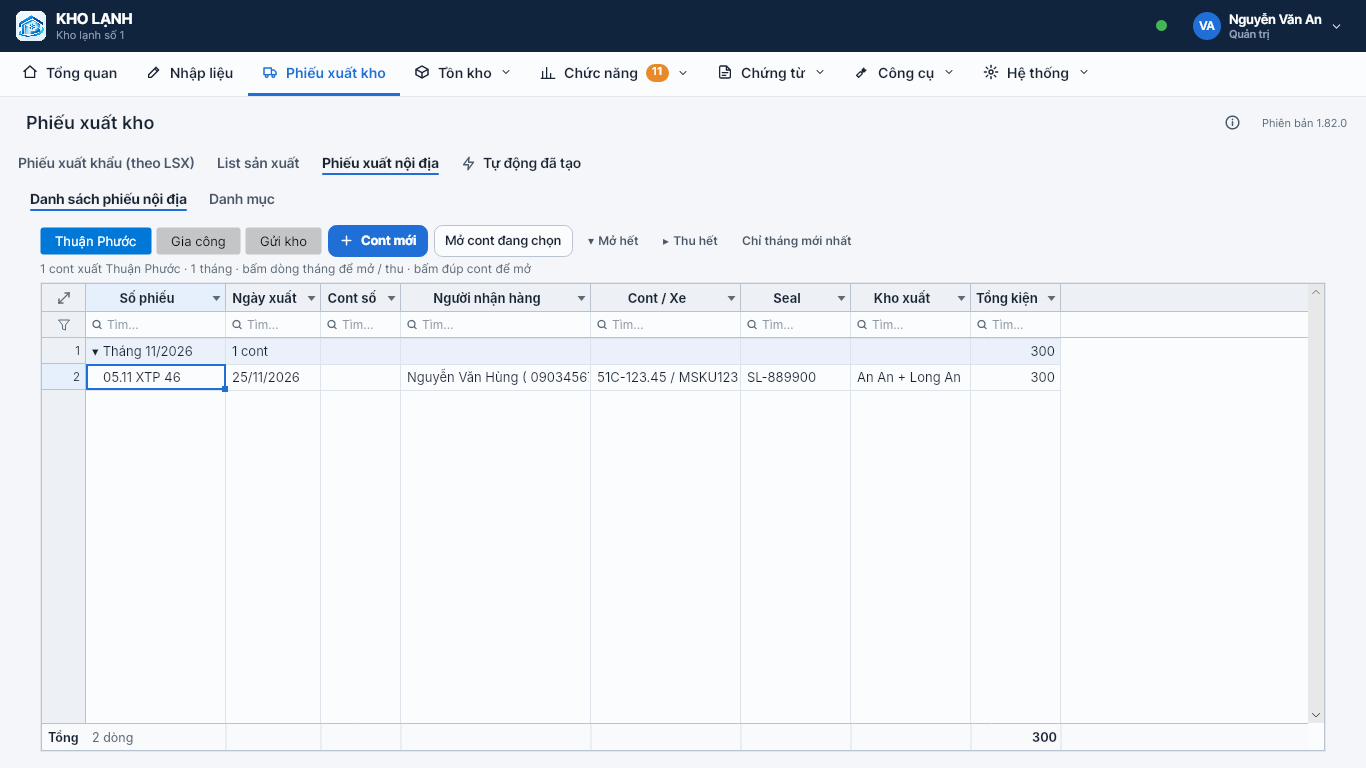 KHO LẠNH
Kho lạnh số 1
VA
Nguyễn Văn An
Quản trị
Tổng quan
Nhập liệu
Phiếu xuất kho
Tồn kho
Chức năng 11
Chứng từ
Công cụ
Hệ thống
Phiếu xuất kho
Phiên bản 1.82.0
Phiếu xuất khẩu (theo LSX)
List sản xuất
Phiếu xuất nội địa
Tự động đã tạo
Danh sách phiếu nội địa
Danh mục
Thuận Phước
Gia công
Gửi kho
+ Cont mới
Mở cont đang chọn
▾ Mở hết
▸ Thu hết
Chỉ tháng mới nhất
1 cont xuất Thuận Phước · 1 tháng · bấm dòng tháng để mở / thu · bấm đúp cont để mở
Số phiếu Ngày xuất Cont số Người nhận hàng Cont / Xe Seal Kho xuất Tổng kiện
Tìm... Tìm... Tìm... Tìm... Tìm... Tìm... Tìm... Tìm...
1 ▾ Tháng 11/2026 1 cont 300
2 05.11 XTP 46 25/11/2026 Nguyễn Văn Hùng ( 0903456 51C-123.45 / MSKU123 SL-889900 An An + Long An 300
Tổng 2 dòng 300